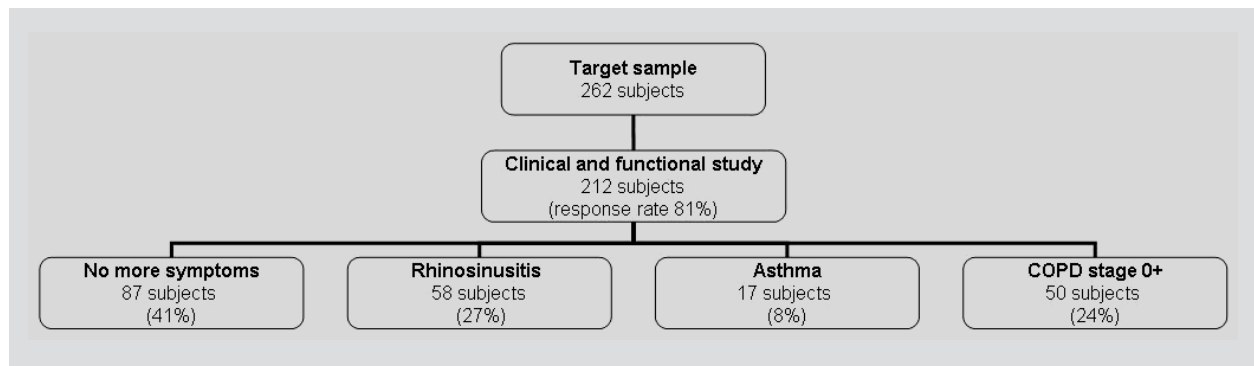 Target sample
262 subjects
Clinical and functional study
212 subjects
(response rate 81%)
No more symptoms
87 subjects
(41%)
Rhinosinusitis
58 subjects
(27%)
Asthma
17 subjects
(8%)
COPD stage 0+
50 subjects
(24%)